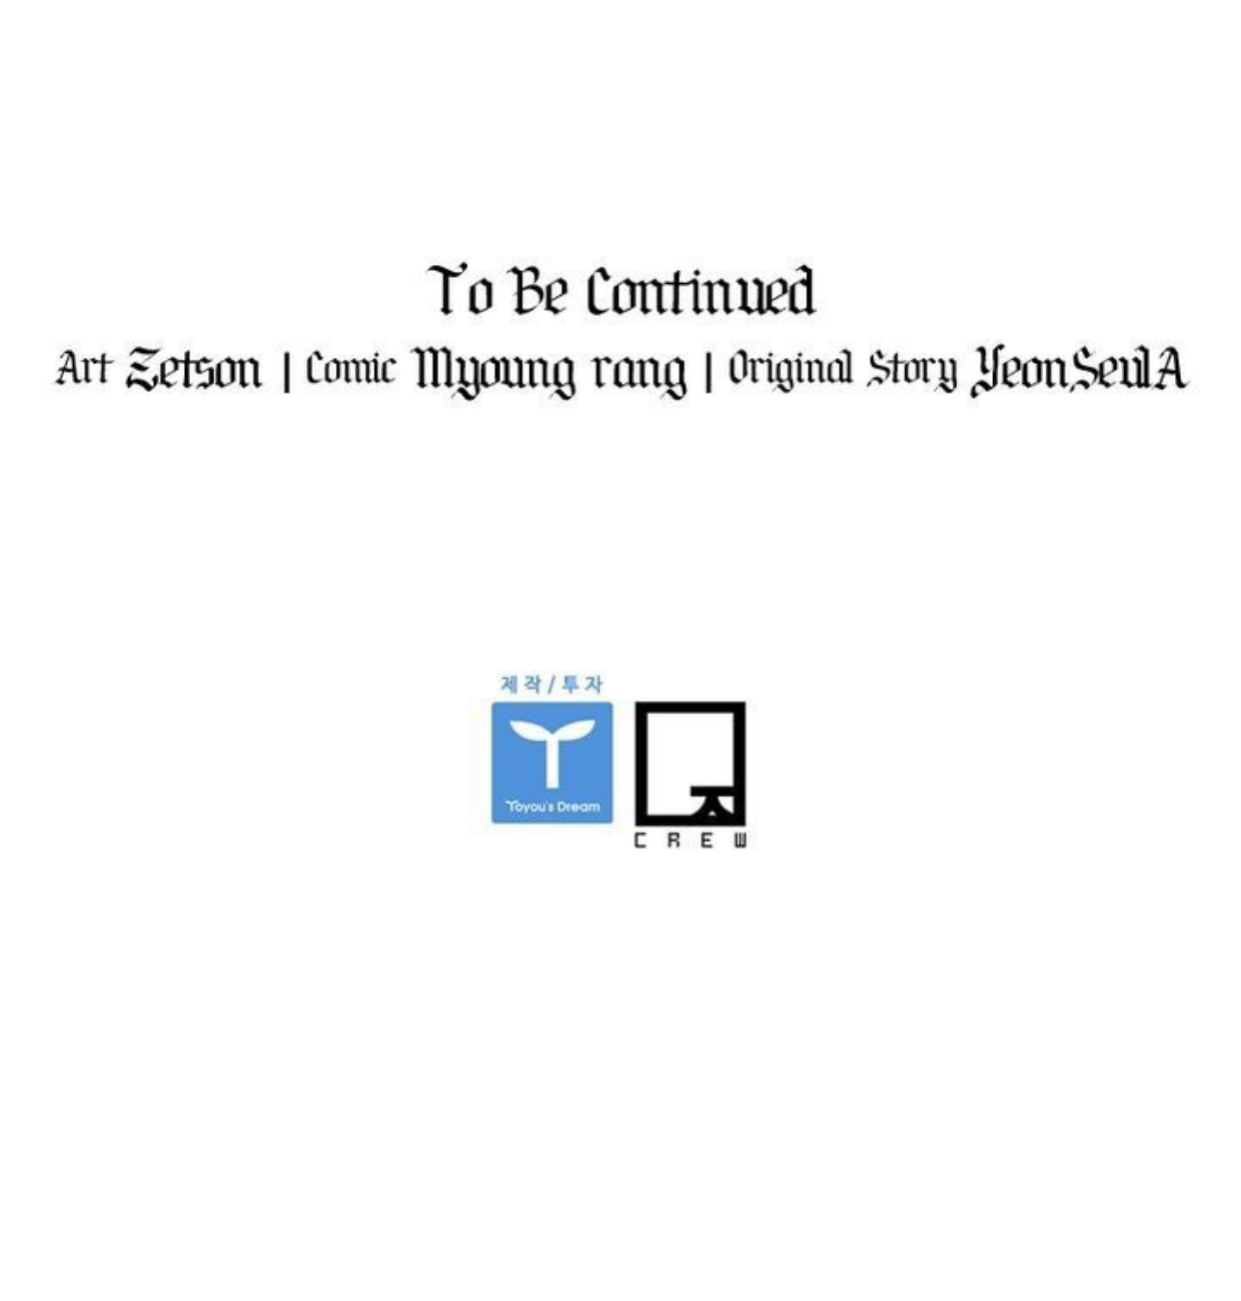 To Be Continued
Art Zetson | Comic Myoung rang | Original Story YeonSeulA
제작/투자
Toyou's Dream
CREW